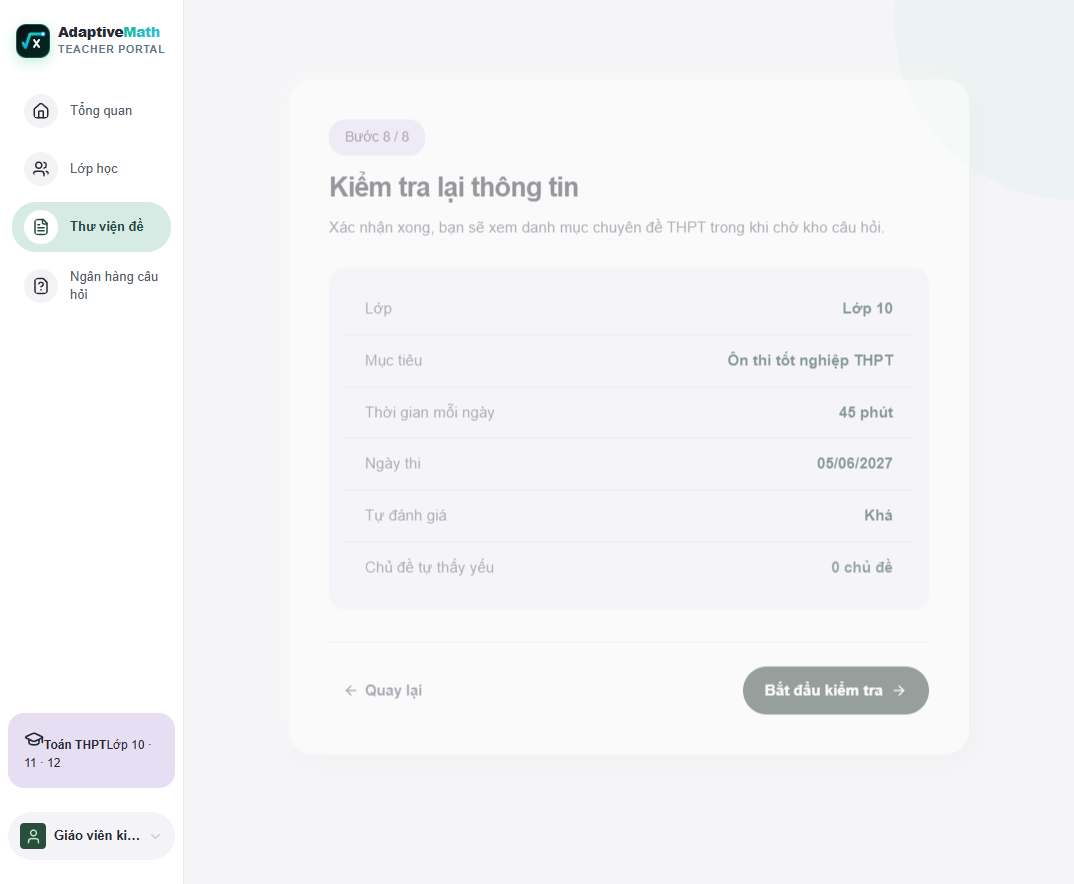 AdaptiveMath
TEACHER PORTAL
Tổng quan
Lớp học
Thư viện đề
Ngân hàng câu
hỏi
Toán THPTLớp 10 ·
11 · 12
Giáo viên ki...
Bước 8 / 8
Kiểm tra lại thông tin
Xác nhận xong, bạn sẽ xem danh mục chuyên đề THPT trong khi chờ kho câu hỏi.
Lớp
Lớp 10
Mục tiêu
Ôn thi tốt nghiệp THPT
Thời gian mỗi ngày
45 phút
Ngày thi
05/06/2027
Tự đánh giá
Khá
Chủ đề tự thấy yếu
0 chủ đề
← Quay lại
Bắt đầu kiểm tra →